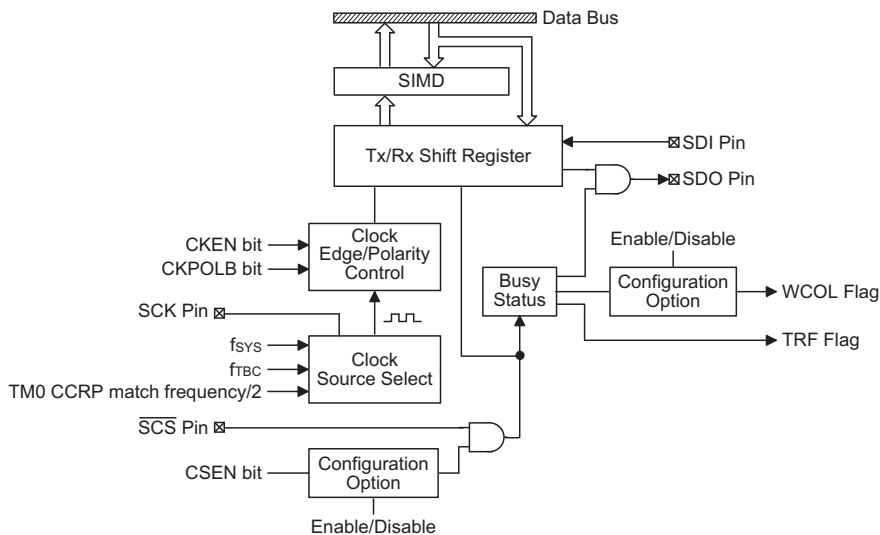 Data Bus
SIMD
Tx/Rx Shift Register
SDI Pin
SDO Pin
CKEN bit
CKPOLB bit
Clock
Edge/Polarity
Control
Enable/Disable
Busy
Status
Configuration
Option
WCOL Flag
SCK Pin
TRF Flag
fSYS
fTBC
TM0 CCRP match frequency/2
Clock
Source Select
SCS Pin
CSEN bit
Configuration
Option
Enable/Disable